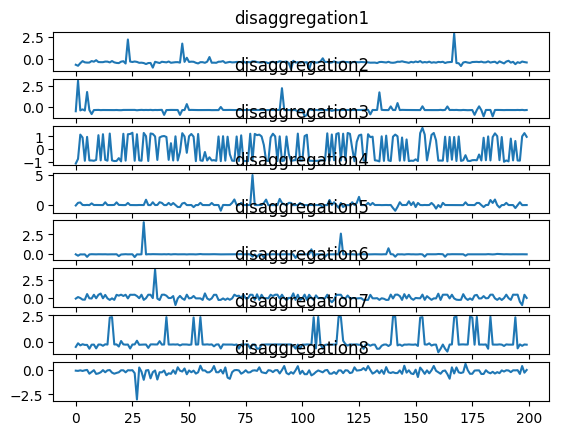 disaggregation1
2.5
0.0
disaggregation2
2.5
0.0
disaggregation3
1
0
−1
disaggregation4
5
0
disaggregation5
2.5
0.0
disaggregation6
2.5
0.0
disaggregation7
2.5
0.0
disaggregation8
0.0
−2.5
0 25 50 75 100 125 150 175 200